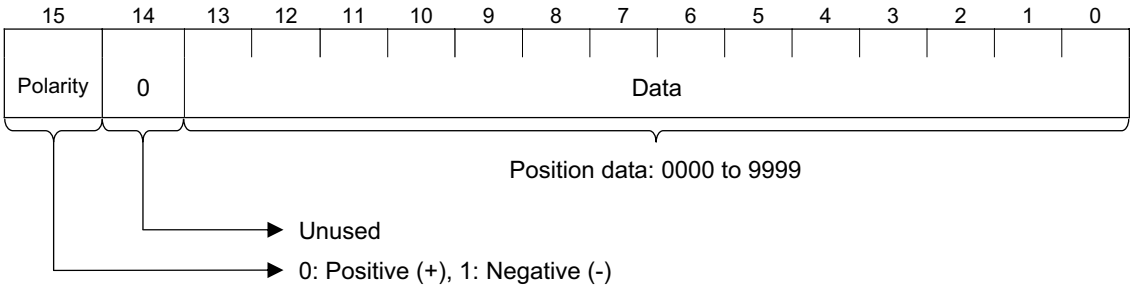 15 14 13 12 11 10 9 8 7 6 5 4 3 2 1 0
Polarity 0 Data
Position data: 0000 to 9999
Unused
0: Positive (+), 1: Negative (-)